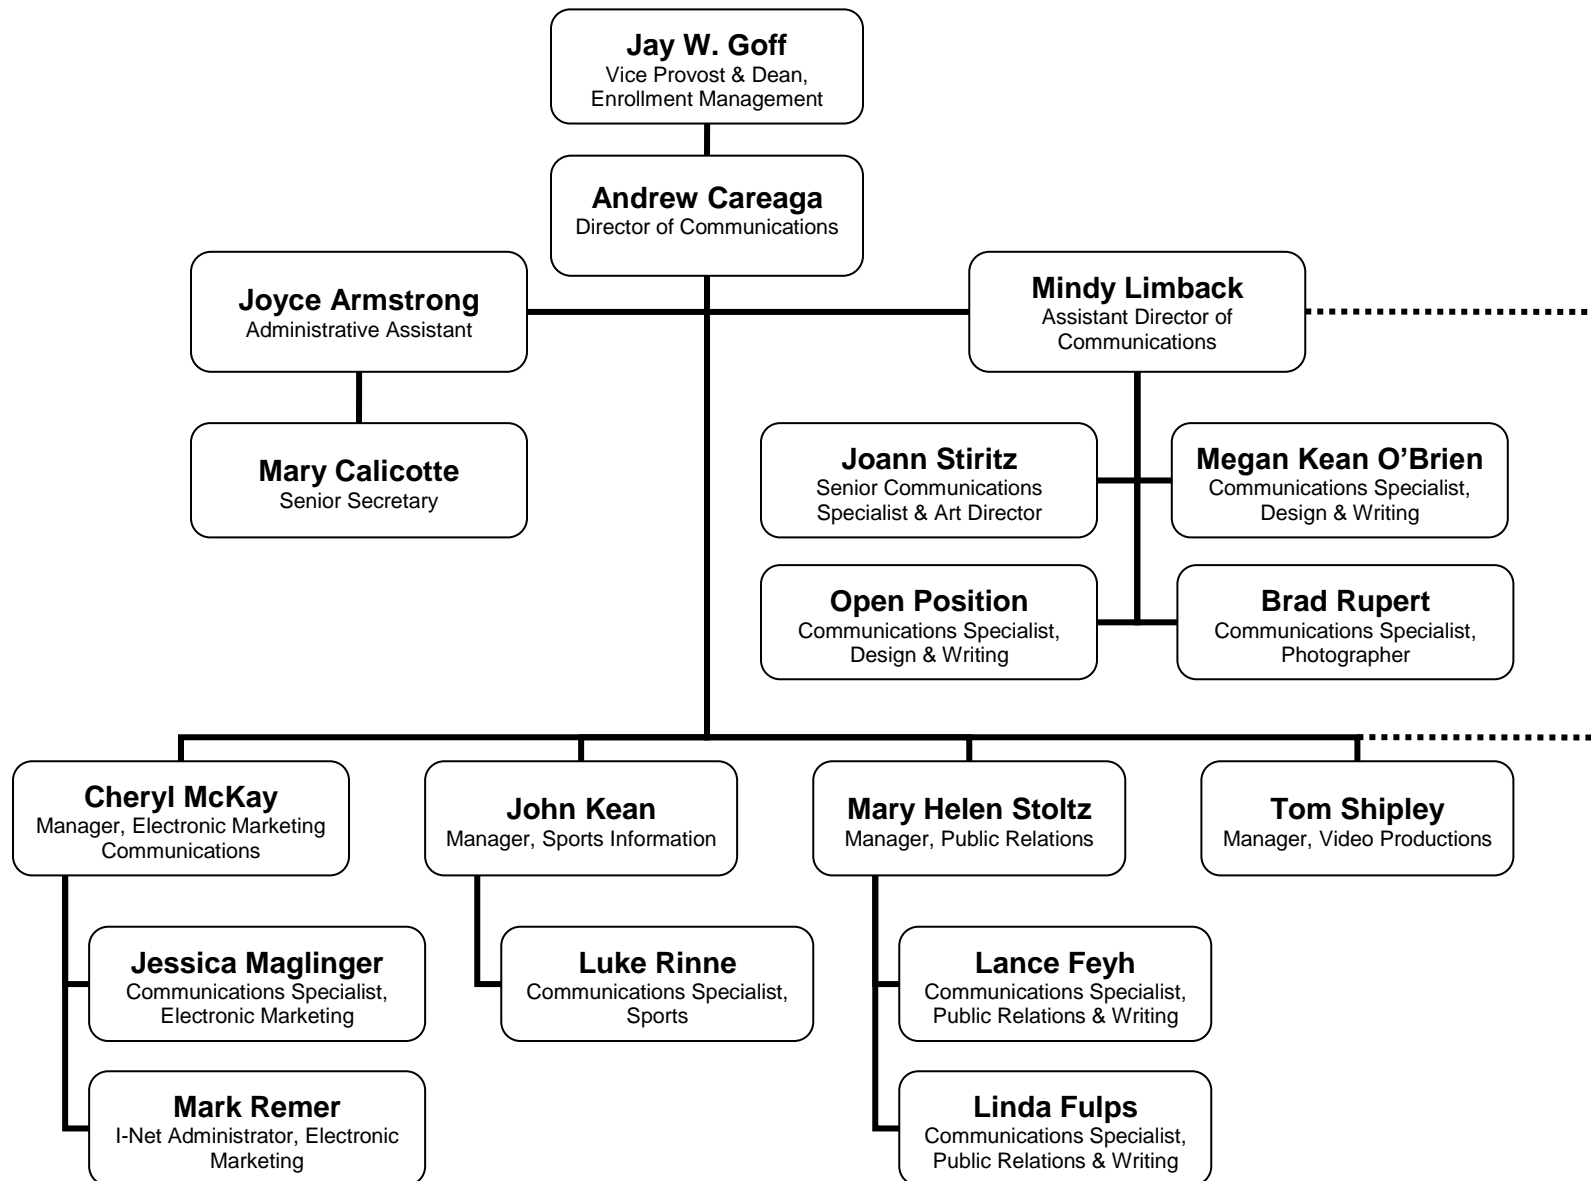 Jay W. Goff
Vice Provost & Dean,
Enrollment Management
Andrew Careaga
Director of Communications
Joyce Armstrong
Administrative Assistant
Mindy Limback
Assistant Director of
Communications
Mary Calicotte
Senior Secretary
Joann Stiritz
Senior Communications
Specialist & Art Director
Megan Kean O’Brien
Communications Specialist,
Design & Writing
Open Position
Communications Specialist,
Design & Writing
Brad Rupert
Communications Specialist,
Photographer
Cheryl McKay
Manager, Electronic Marketing
Communications
John Kean
Manager, Sports Information
Mary Helen Stoltz
Manager, Public Relations
Tom Shipley
Manager, Video Productions
Jessica Maglinger
Communications Specialist,
Electronic Marketing
Luke Rinne
Communications Specialist,
Sports
Lance Feyh
Communications Specialist,
Public Relations & Writing
Mark Remer
I-Net Administrator, Electronic
Marketing
Linda Fulps
Communications Specialist,
Public Relations & Writing